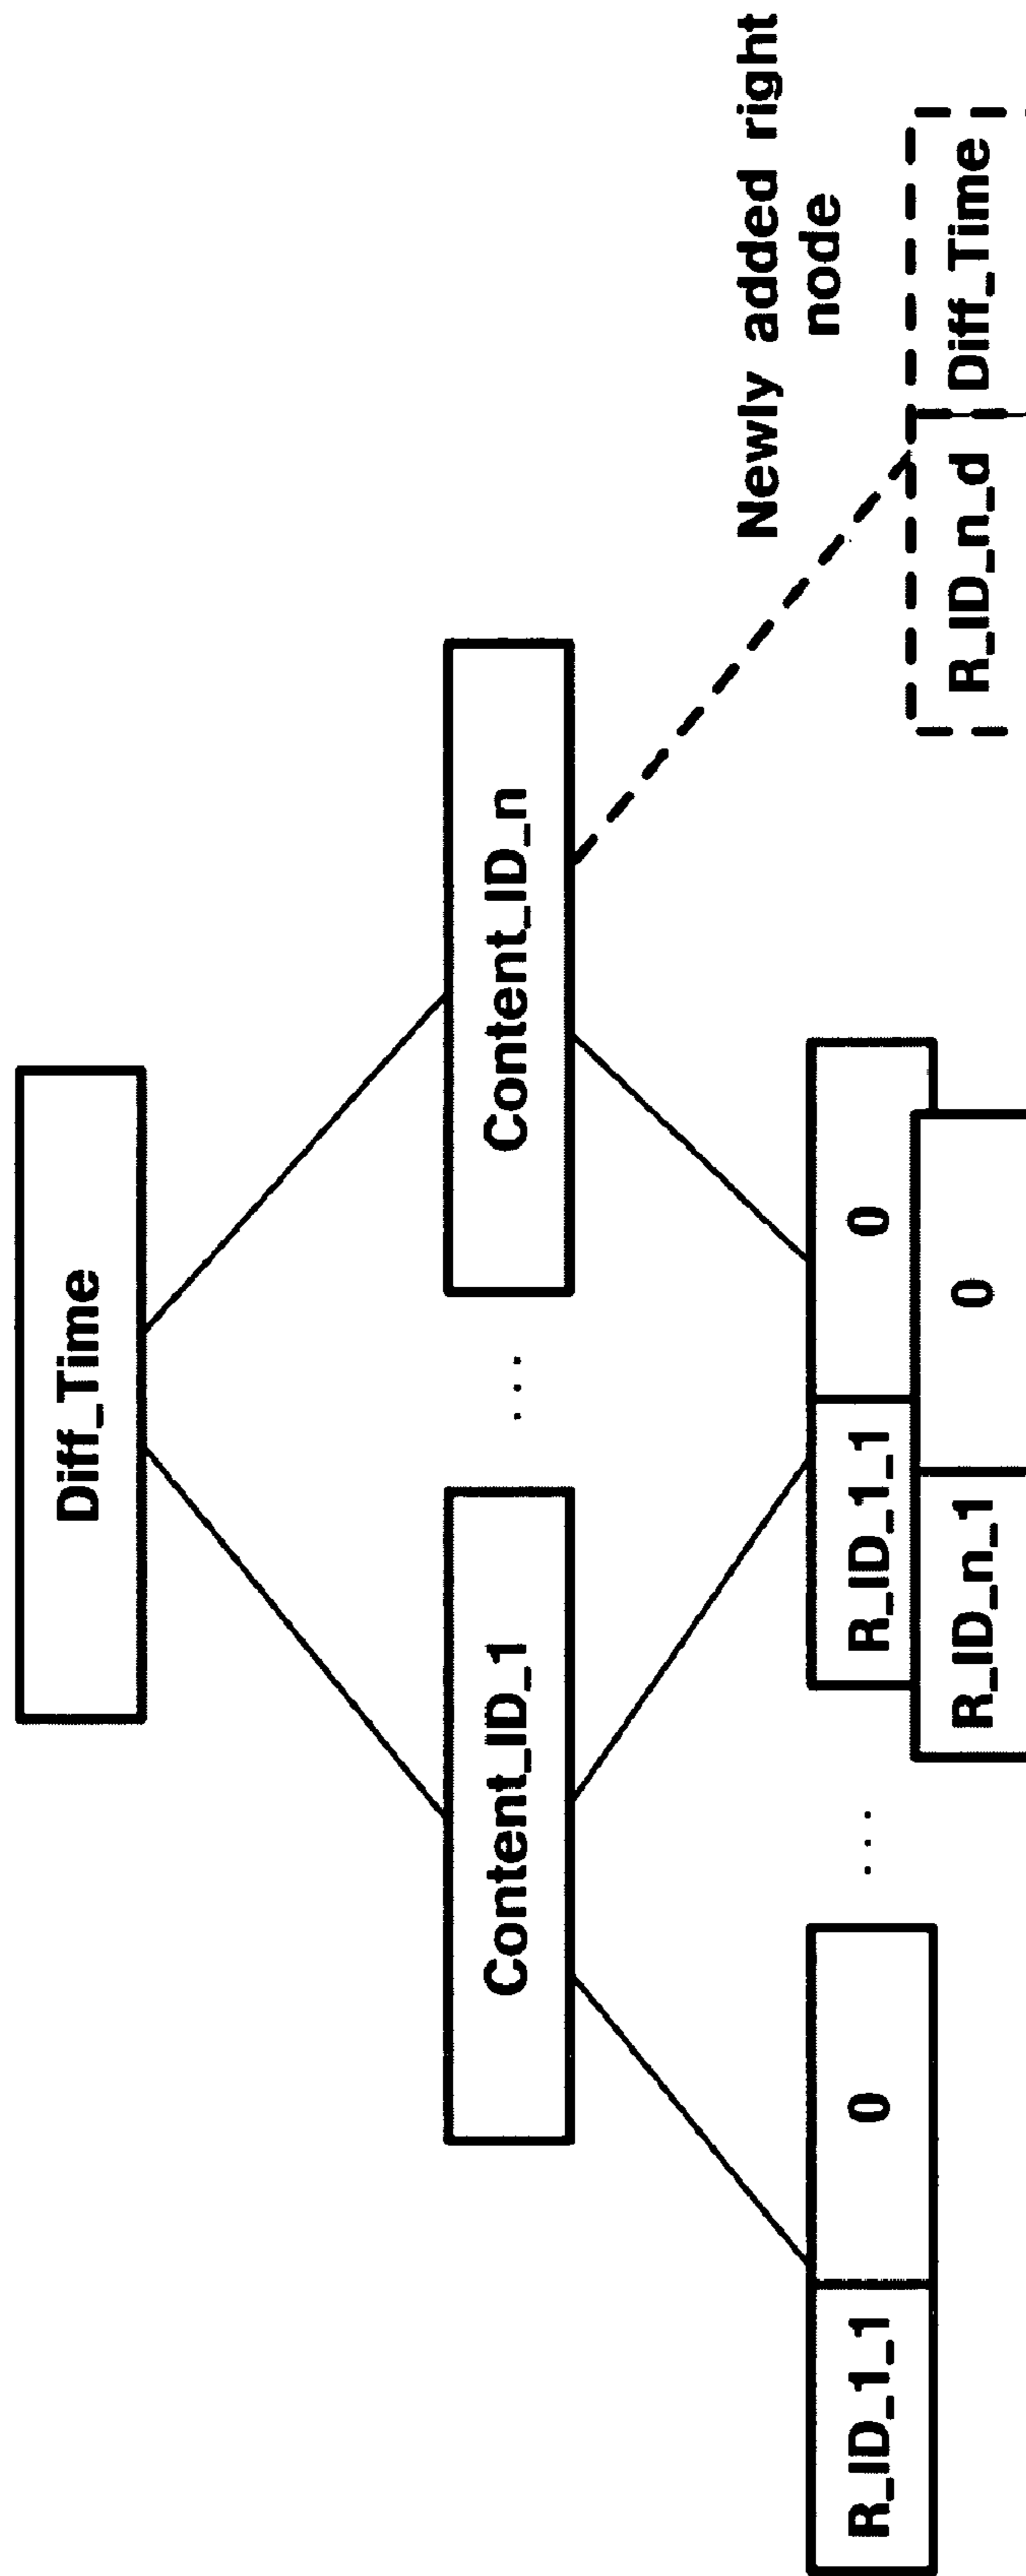 Diff_Time
Content_ID_1
...
Content_ID_n
Newly added right
node
R_ID_1_1
0
...
R_ID_1_1
0
R_ID_n_1
0
R_ID_n_d
Diff_Time